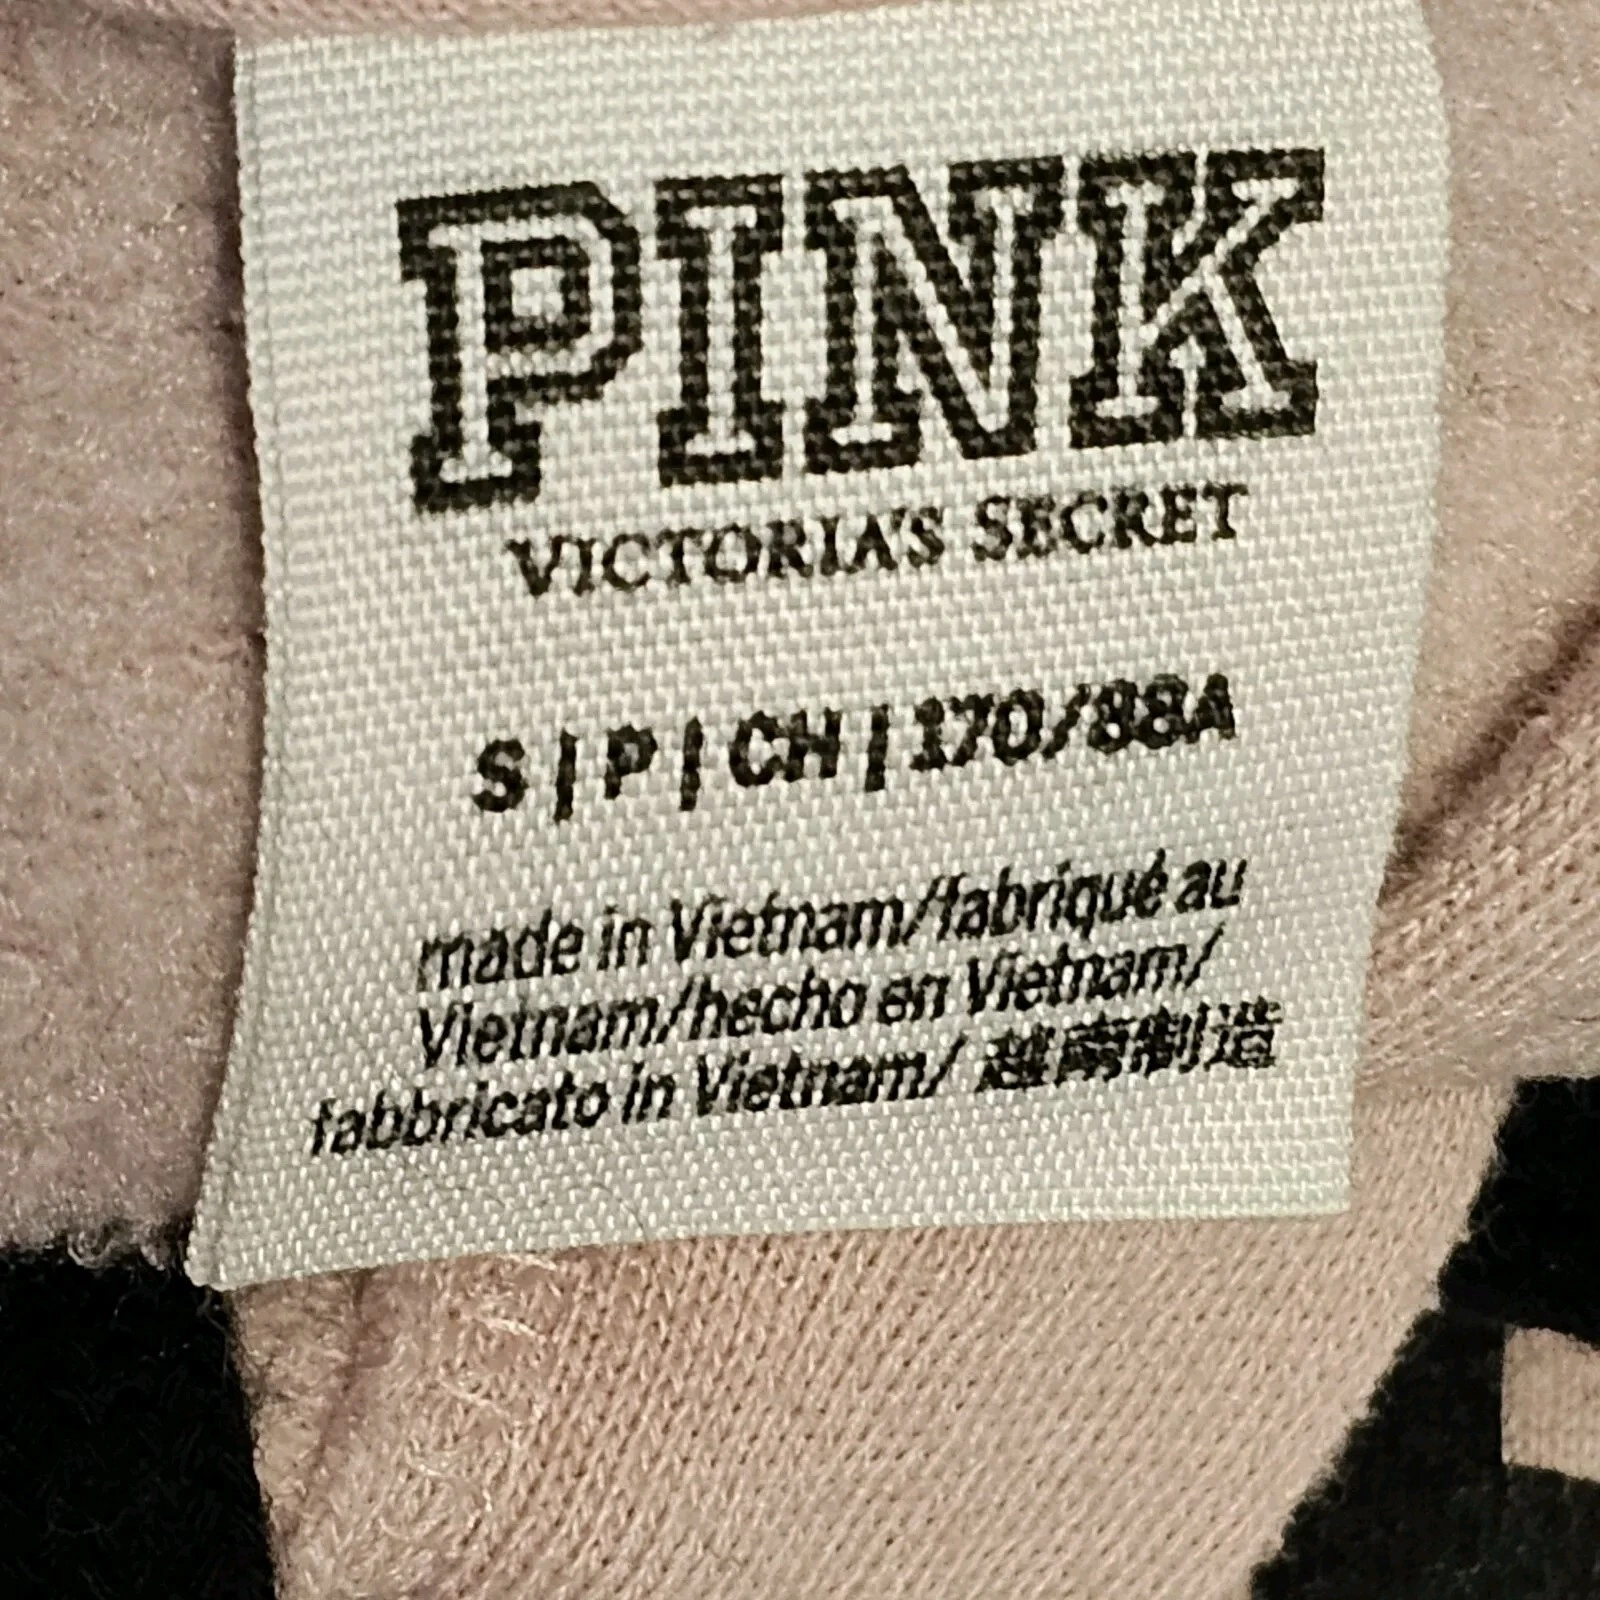 PINK
VICTORIA'S SECRET
S | P | CH | 170/88A
made in Vietnam/fabriqué au
Vietnam/hecho en Vietnam/
fabbricato in Vietnam/ 越南制造